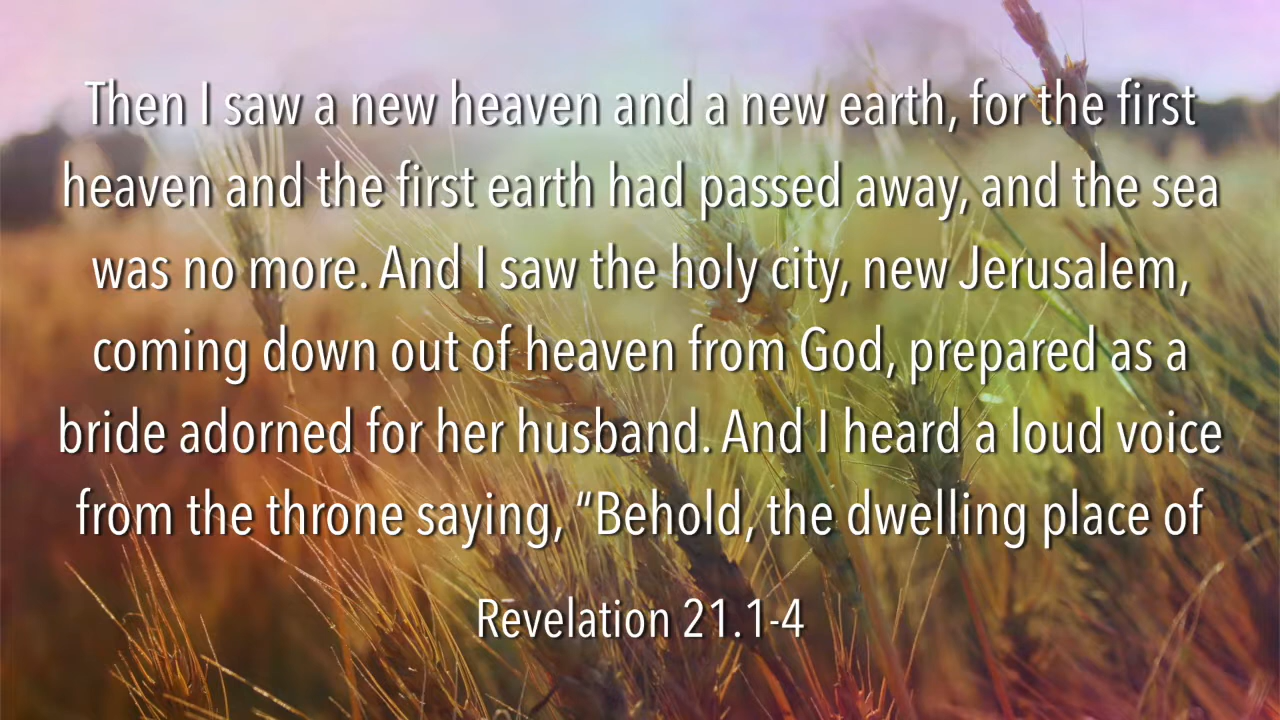 Then I saw a new heaven and a new earth, for the first
heaven and the first earth had passed away, and the sea
was no more. And I saw the holy city, new Jerusalem,
coming down out of heaven from God, prepared as a
bride adorned for her husband. And I heard a loud voice
from the throne saying, “Behold, the dwelling place of
Revelation 21.1-4